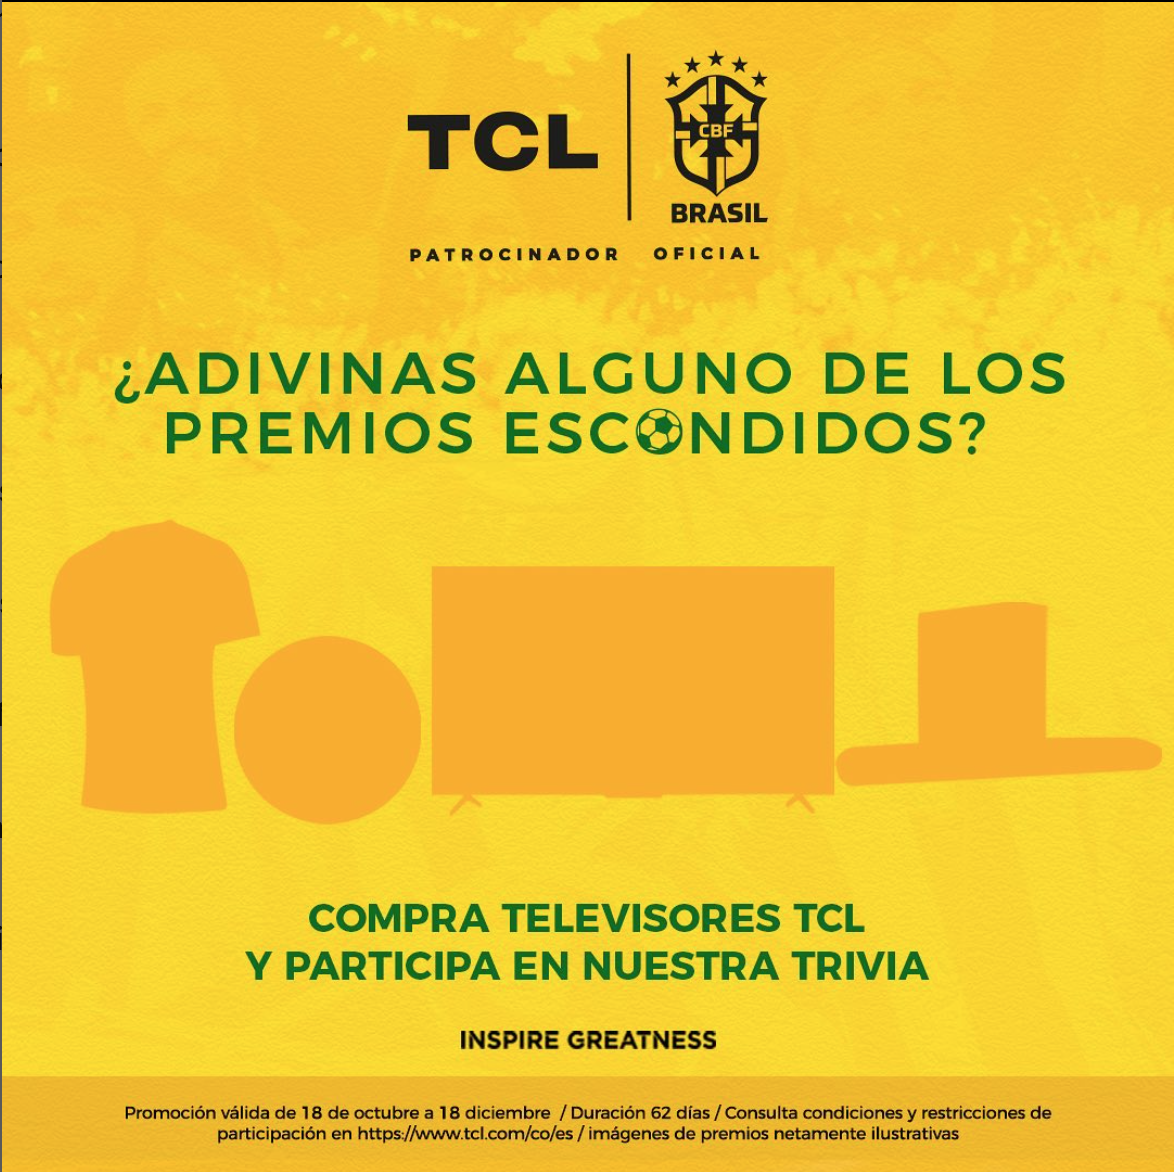 TCL
CBF
BRASIL
PATROCINADOR OFICIAL
¿ADIVINAS ALGUNO DE LOS
PREMIOS ESCONDIDOS?
COMPRA TELEVISORES TCL
Y PARTICIPA EN NUESTRA TRIVIA
INSPIRE GREATNESS
Promoción válida de 18 de octubre a 18 diciembre / Duración 62 días / Consulta condiciones y restricciones de
participación en https://www.tcl.com/co/es / imágenes de premios netamente ilustrativas